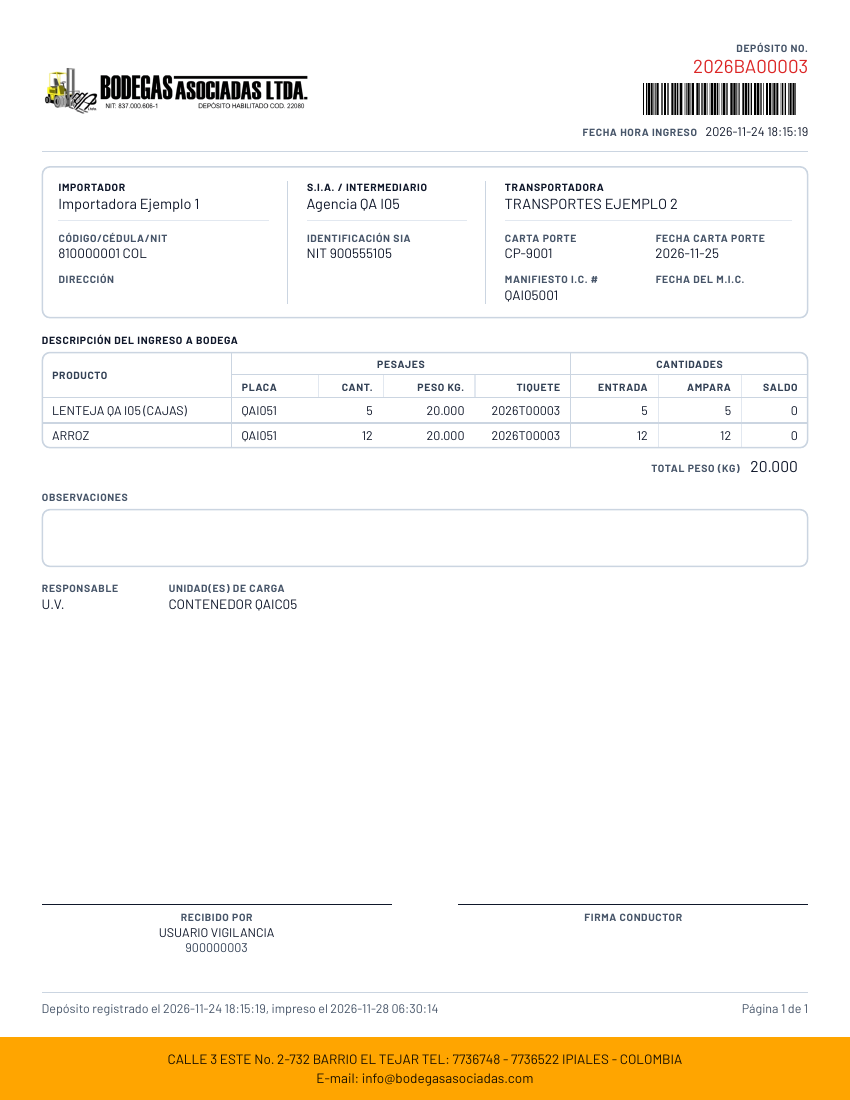 DEPÓSITO NO.
2026BA00003
BODEGAS ASOCIADAS LTDA.
NIT: 837.000.606-1 DEPÓSITO HABILITADO COD. 22080
FECHA HORA INGRESO 2026-11-24 18:15:19
IMPORTADOR S.I.A. / INTERMEDIARIO TRANSPORTADORA
Importadora Ejemplo 1 Agencia QA I05 TRANSPORTES EJEMPLO 2
CÓDIGO/CÉDULA/NIT IDENTIFICACIÓN SIA CARTA PORTE FECHA CARTA PORTE
810000001 COL NIT 900555105 CP-9001 2026-11-25
DIRECCIÓN MANIFIESTO I.C. # FECHA DEL M.I.C.
QAI05001
DESCRIPCIÓN DEL INGRESO A BODEGA
PRODUCTO PESAJES CANTIDADES
PLACA CANT. PESO KG. TIQUETE ENTRADA AMPARA SALDO
LENTEJA QA I05 (CAJAS) QAI051 5 20.000 2026T00003 5 5 0
ARROZ QAI051 12 20.000 2026T00003 12 12 0
TOTAL PESO (KG) 20.000
OBSERVACIONES
RESPONSABLE UNIDAD(ES) DE CARGA
U.V. CONTENEDOR QAIC05
RECIBIDO POR FIRMA CONDUCTOR
USUARIO VIGILANCIA
900000003
Depósito registrado el 2026-11-24 18:15:19, impreso el 2026-11-28 06:30:14 Página 1 de 1
CALLE 3 ESTE No. 2-732 BARRIO EL TEJAR TEL: 7736748 - 7736522 IPIALES - COLOMBIA
E-mail: info@bodegasasociadas.com